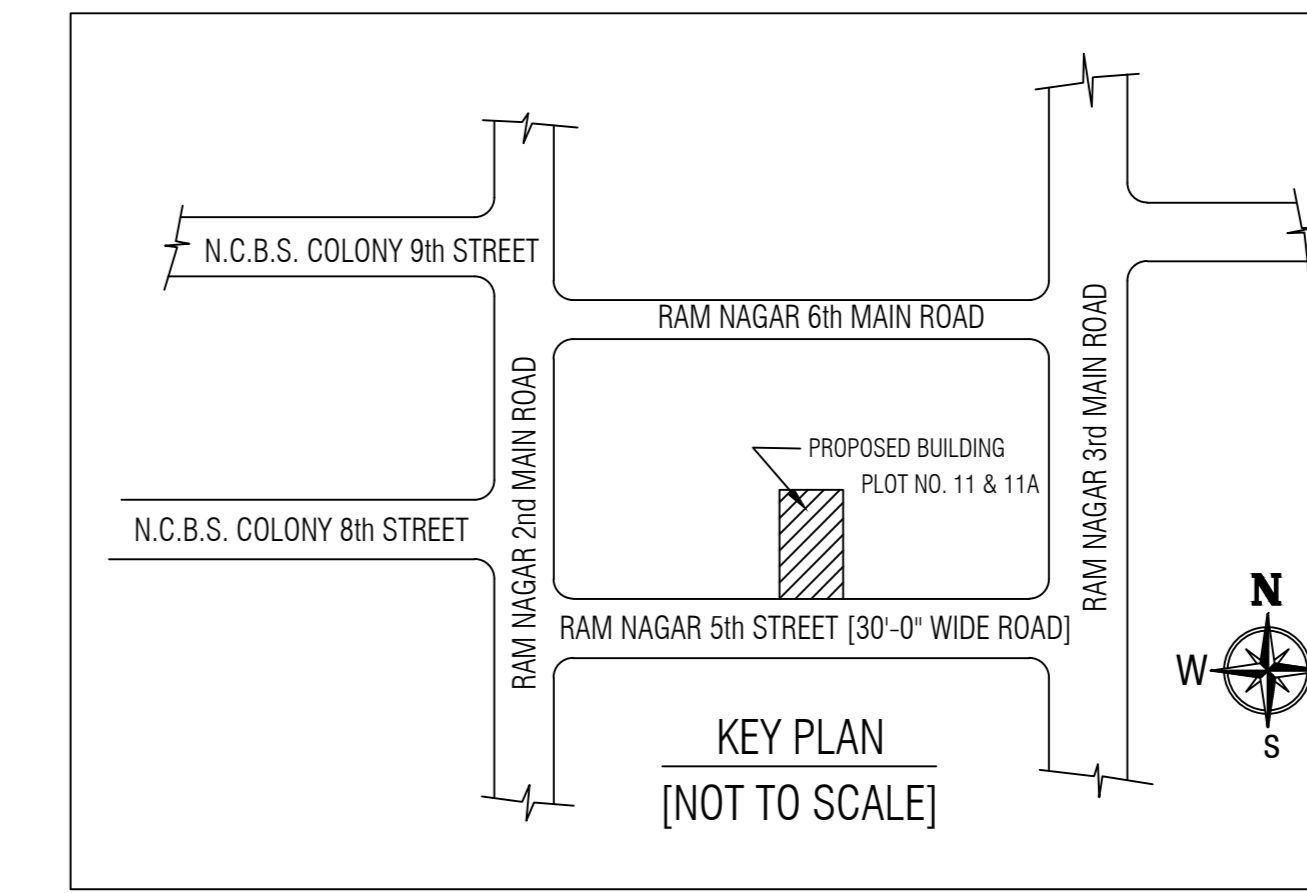 N.C.B.S. COLONY 9th STREET
RAM NAGAR 6th MAIN ROAD
RAM NAGAR 2nd MAIN ROAD
RAM NAGAR 3rd MAIN ROAD
PROPOSED BUILDING
PLOT NO. 11 & 11A
N.C.B.S. COLONY 8th STREET
RAM NAGAR 5th STREET [30'-0" WIDE ROAD]
N
W
S
KEY PLAN
[NOT TO SCALE]